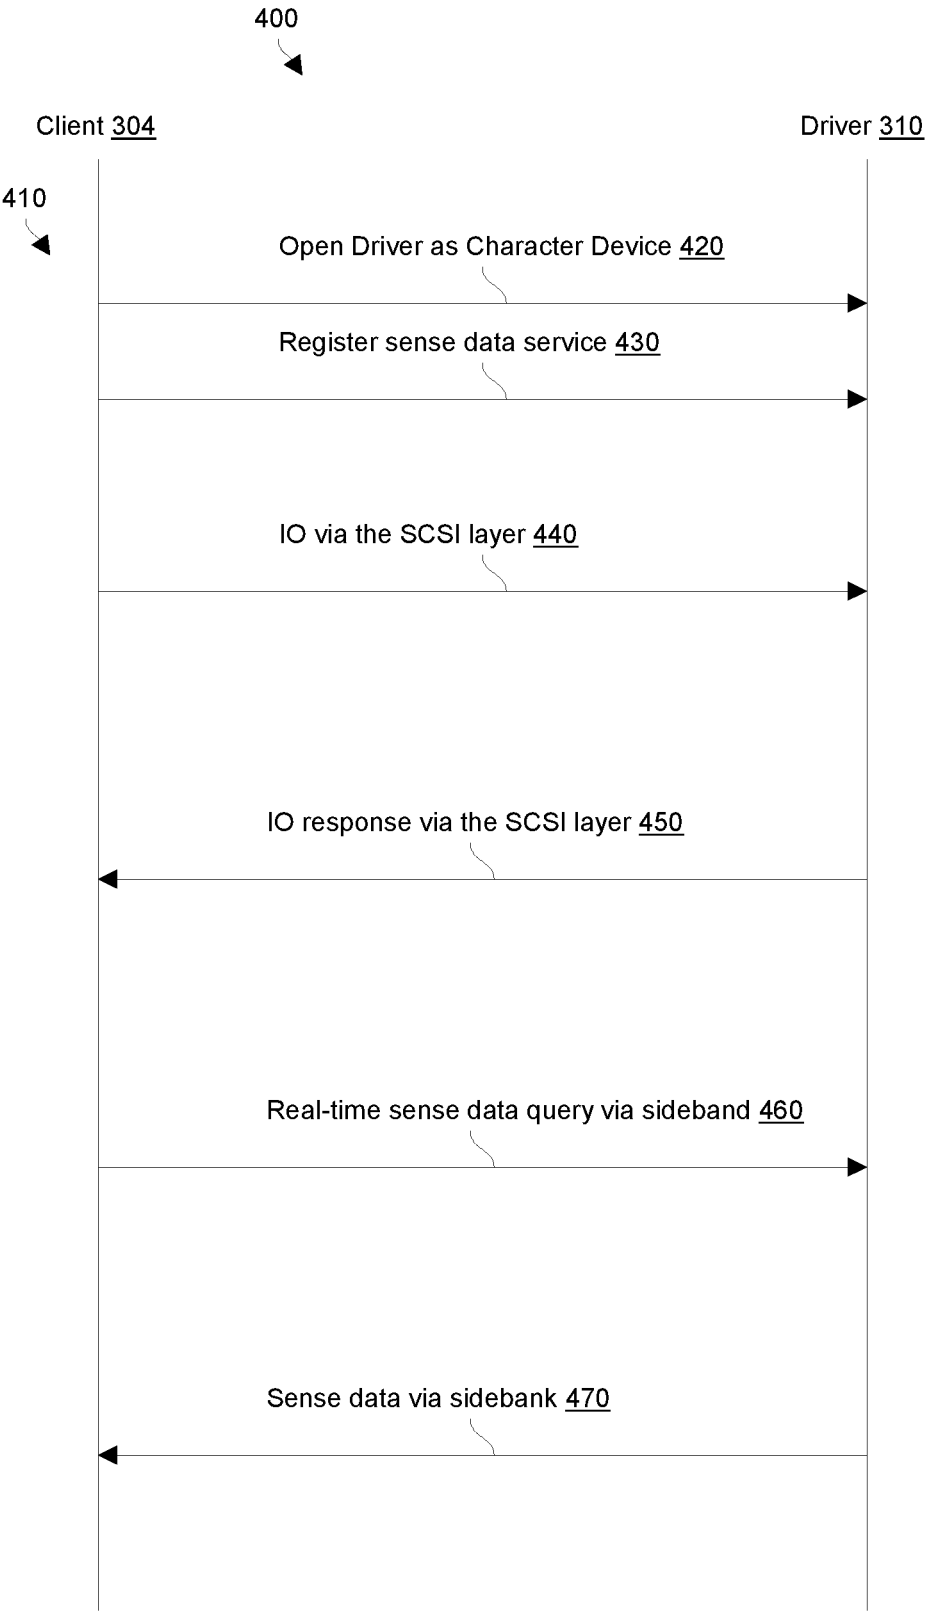 400
Client 304
Driver 310
410
Open Driver as Character Device 420
Register sense data service 430
IO via the SCSI layer 440
IO response via the SCSI layer 450
Real-time sense data query via sideband 460
Sense data via sidebank 470